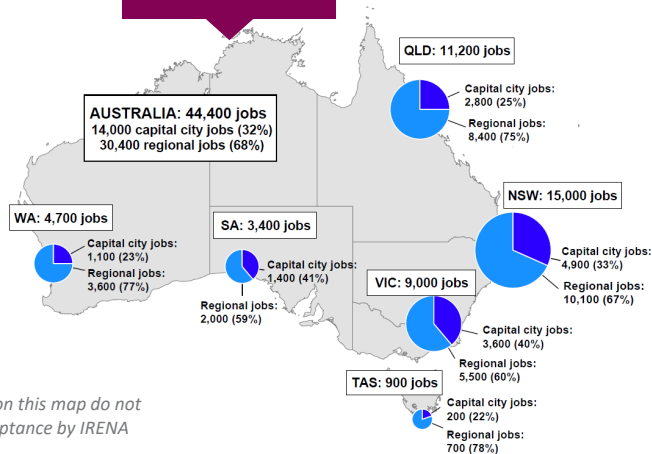 QLD: 11,200 jobs
Capital city jobs:
2,800 (25%)
Regional jobs:
8,400 (75%)
AUSTRALIA: 44,400 jobs
14,000 capital city jobs (32%)
30,400 regional jobs (68%)
NSW: 15,000 jobs
Capital city jobs:
4,900 (33%)
Regional jobs:
10,100 (67%)
WA: 4,700 jobs
Capital city jobs:
1,100 (23%)
Regional jobs:
3,600 (77%)
SA: 3,400 jobs
Capital city jobs:
1,400 (41%)
Regional jobs:
2,000 (59%)
VIC: 9,000 jobs
Capital city jobs:
3,600 (40%)
Regional jobs:
5,500 (60%)
TAS: 900 jobs
Capital city jobs:
200 (22%)
Regional jobs:
700 (78%)
on this map do not
ptance by IRENA